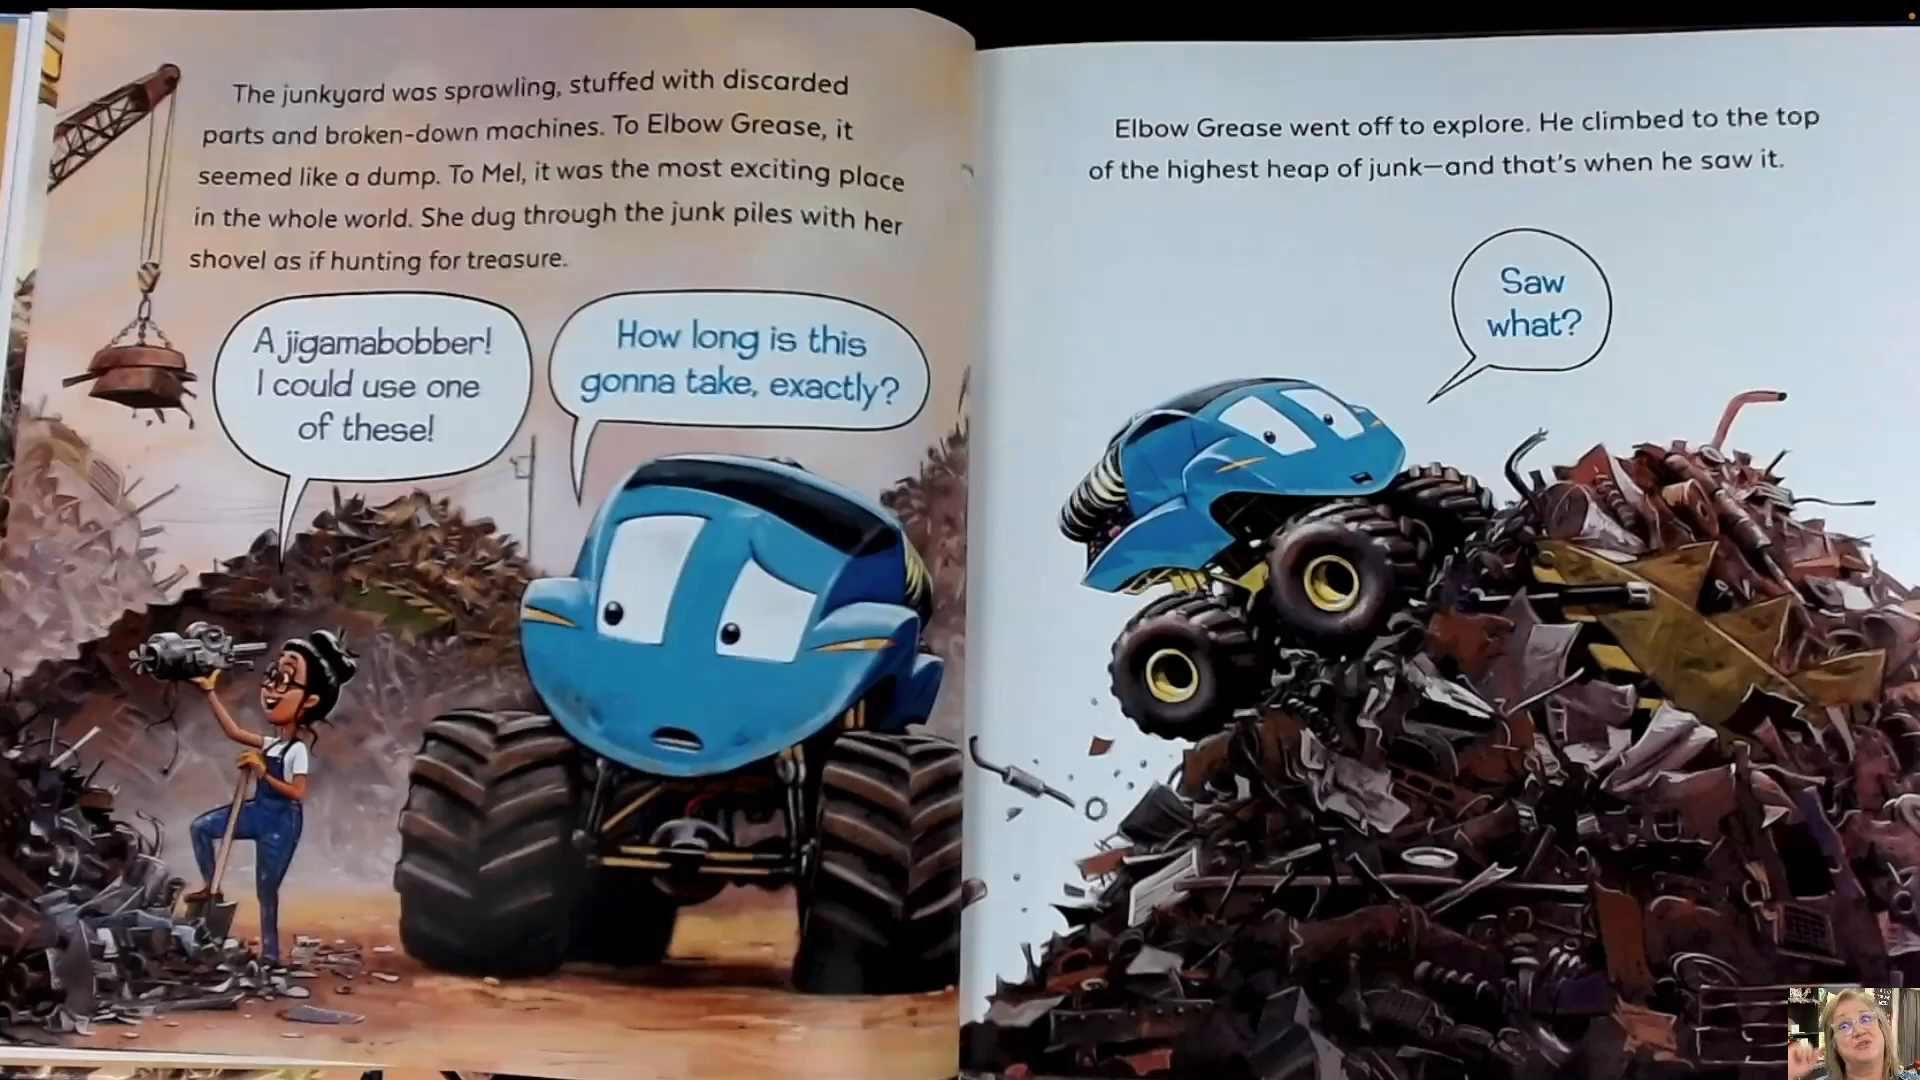 The junkyard was sprawling, stuffed with discarded
parts and broken-down machines. To Elbow Grease, it
seemed like a dump. To Mel, it was the most exciting place
in the whole world. She dug through the junk piles with her
shovel as if hunting for treasure.
A jigamabobber!
I could use one
of these!
How long is this
gonna take, exactly?
Elbow Grease went off to explore. He climbed to the top
of the highest heap of junk—and that's when he saw it.
Saw
what?